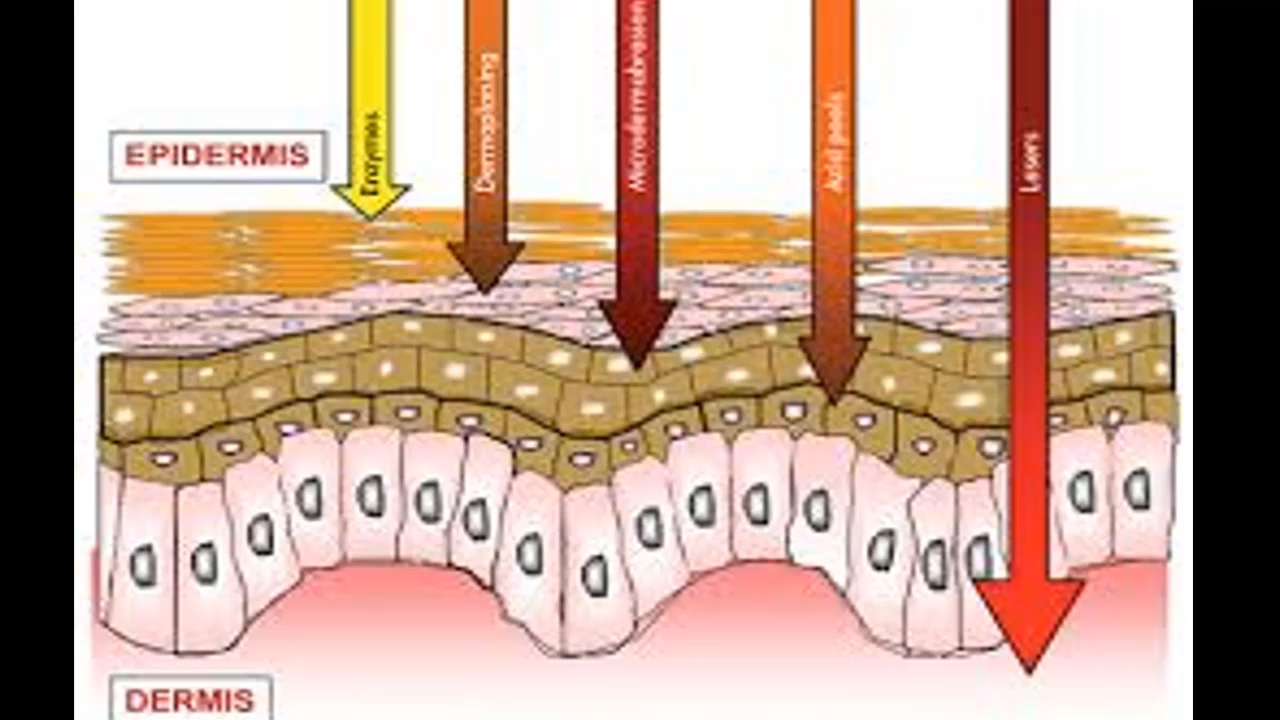 EPIDERMIS
Enzymes
Dermaplaning
Microdermabrasion
Acid peels
Lasers
DERMIS